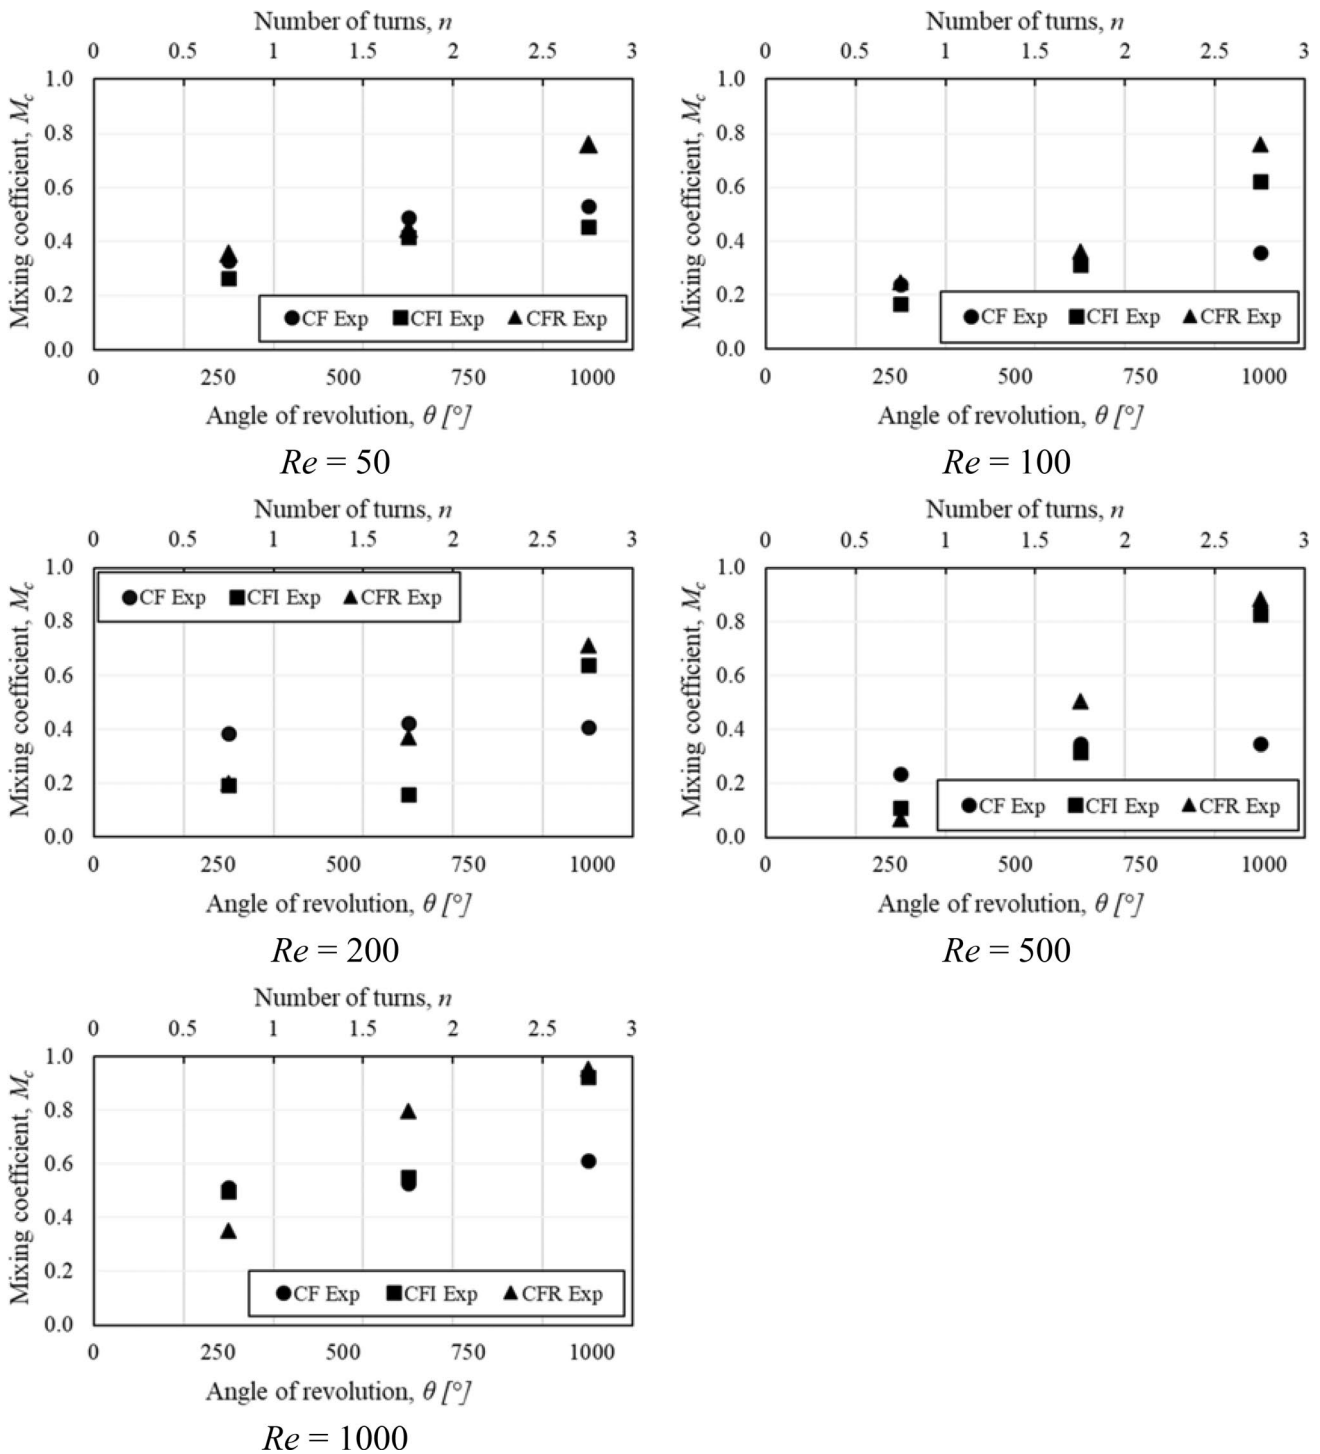 Number of turns, n
0 0.5 1 1.5 2 2.5 3
Mixing coefficient, Mc
1.0
0.8
0.6
0.4
0.2
0.0
CF Exp CFI Exp CFR Exp
0 250 500 750 1000
Angle of revolution, θ [°]
Re = 50
Number of turns, n
0 0.5 1 1.5 2 2.5 3
Mixing coefficient, Mc
1.0
0.8
0.6
0.4
0.2
0.0
CF Exp CFI Exp CFR Exp
0 250 500 750 1000
Angle of revolution, θ [°]
Re = 100
Number of turns, n
0 0.5 1 1.5 2 2.5 3
Mixing coefficient, Mc
1.0
0.8
0.6
0.4
0.2
0.0
CF Exp CFI Exp CFR Exp
0 250 500 750 1000
Angle of revolution, θ [°]
Re = 200
Number of turns, n
0 0.5 1 1.5 2 2.5 3
Mixing coefficient, Mc
1.0
0.8
0.6
0.4
0.2
0.0
CF Exp CFI Exp CFR Exp
0 250 500 750 1000
Angle of revolution, θ [°]
Re = 500
Number of turns, n
0 0.5 1 1.5 2 2.5 3
Mixing coefficient, Mc
1.0
0.8
0.6
0.4
0.2
0.0
CF Exp CFI Exp CFR Exp
0 250 500 750 1000
Angle of revolution, θ [°]
Re = 1000